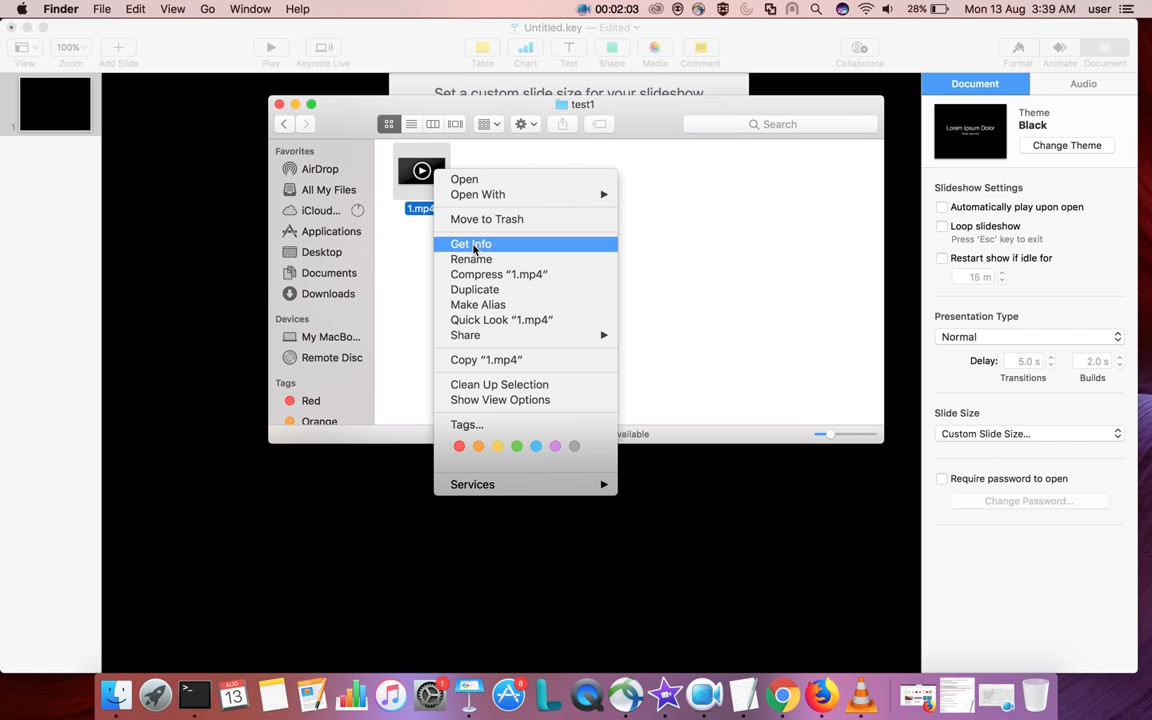 Finder File Edit View Go Window Help 00:02:03 28% Mon 13 Aug 3:39 AM user
Untitled.key — Edited
100%
View Zoom Add Slide Play Keynote Live Table Chart Text Shape Media Comment Collaborate Format Animate Document
1
Set a custom slide size for your slideshow
test1
Search
Favorites
AirDrop
All My Files
iCloud...
Applications
Desktop
Documents
Downloads
Devices
My MacBo...
Remote Disc
Tags
Red
Orange
1.mp4
vailable
Open
Open With
Move to Trash
Get Info
Rename
Compress “1.mp4”
Duplicate
Make Alias
Quick Look “1.mp4”
Share
Copy “1.mp4”
Clean Up Selection
Show View Options
Tags...
Services
Document Audio
Lorem Ipsum Dolor
Theme
Black
Change Theme
Slideshow Settings
Automatically play upon open
Loop slideshow
Press ‘Esc’ key to exit
Restart show if idle for
15 m
Presentation Type
Normal
Delay: 5.0 s 2.0 s
Transitions Builds
Slide Size
Custom Slide Size...
Require password to open
Change Password...
AUG
13
1
8